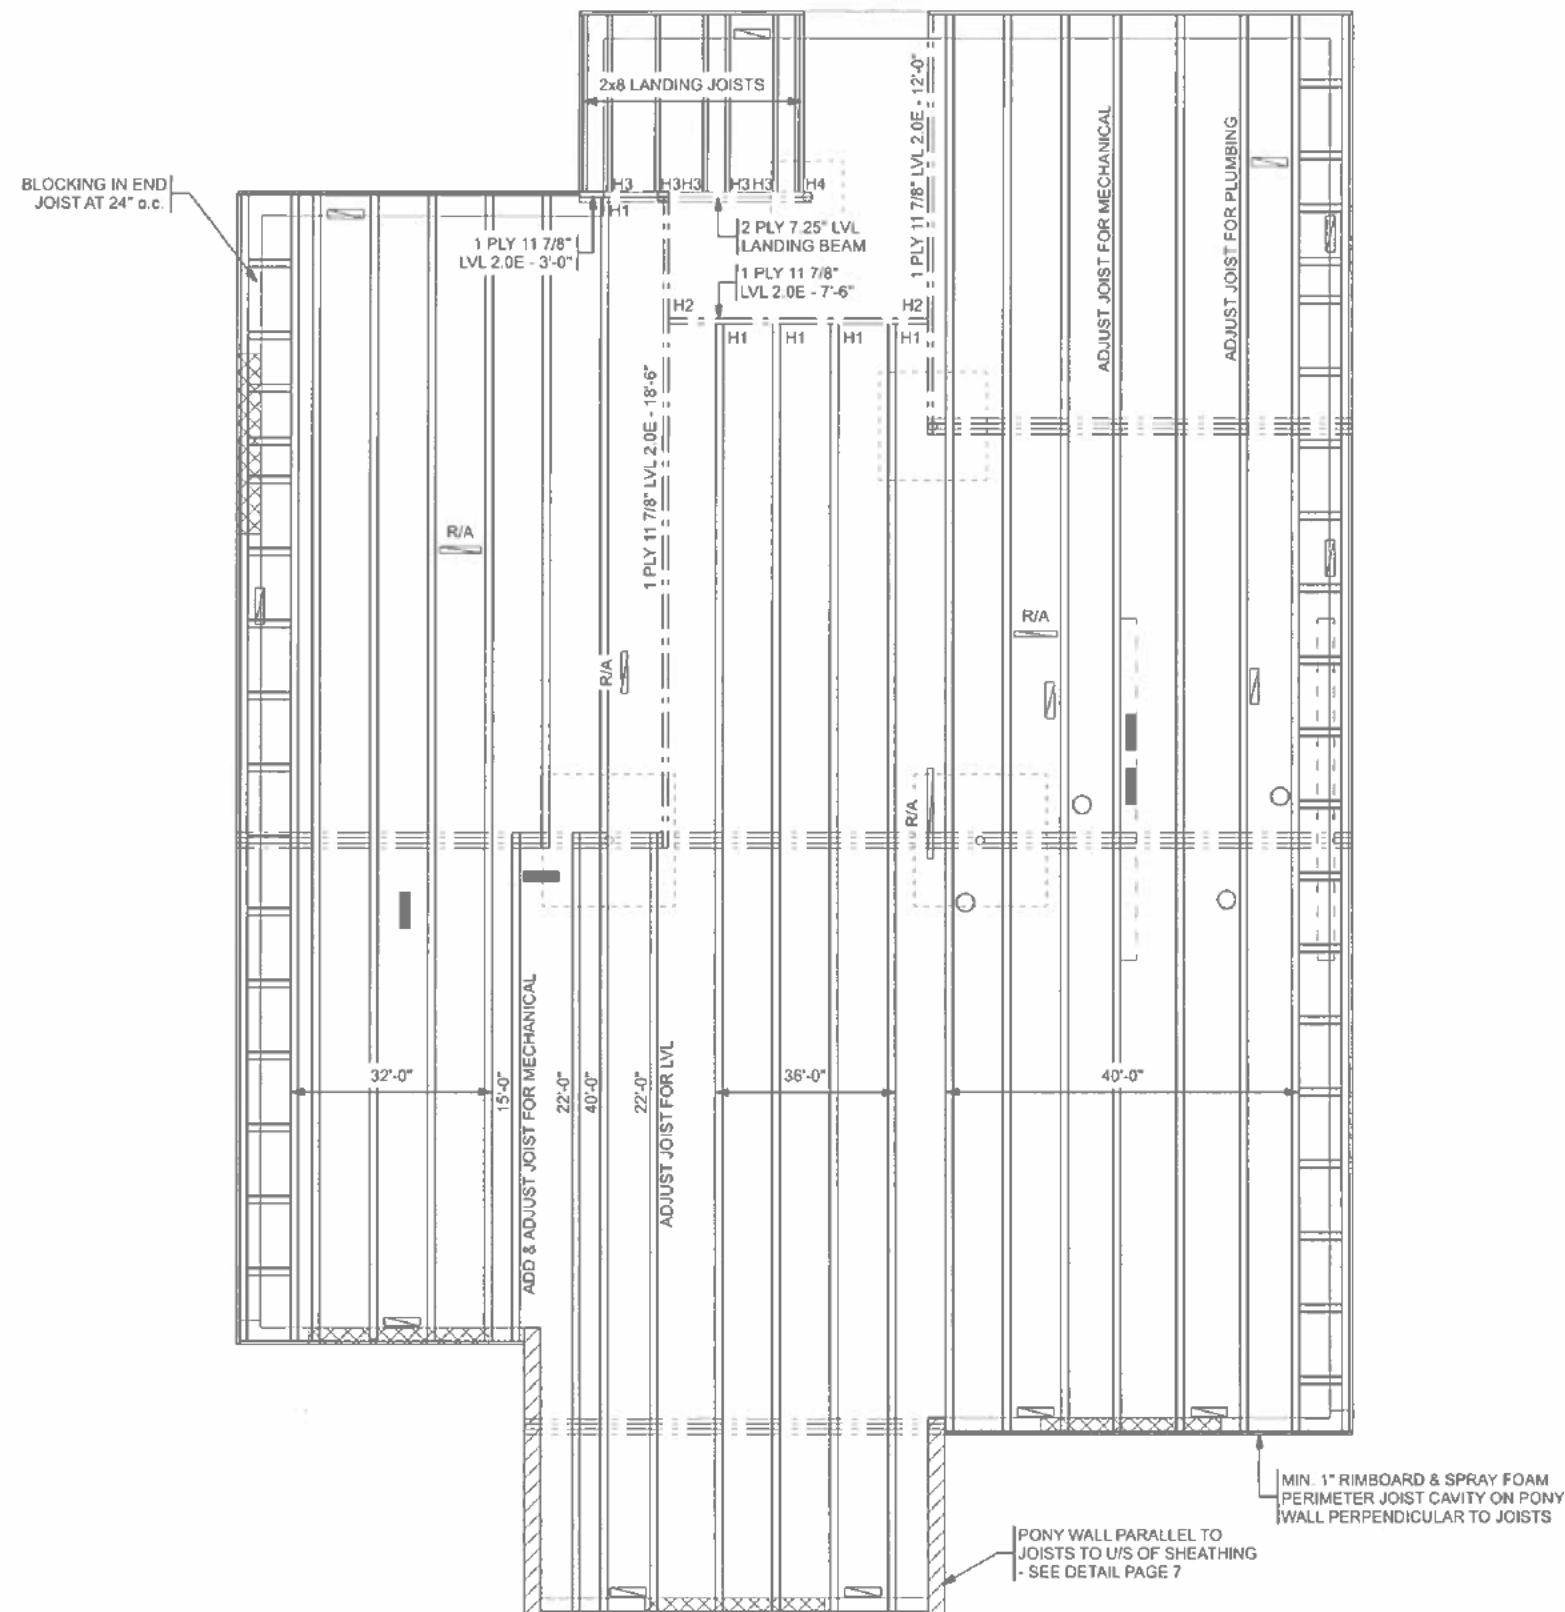 2x8 LANDING JOISTS
1 PLY 11 7/8" LVL 2.0E - 12'-0"
ADJUST JOIST FOR MECHANICAL
ADJUST JOIST FOR PLUMBING
BLOCKING IN END
JOIST AT 24" o.c.
H3
H3
H3
H3
H3
H4
H1
1 PLY 11 7/8"
LVL 2.0E - 3'-0"
2 PLY 7.25" LVL
LANDING BEAM
1 PLY 11 7/8"
LVL 2.0E - 7'-6"
H2
H2
H1
H1
H1
H1
1 PLY 11 7/8" LVL 2.0E - 18'-6"
R/A
R/A
R/A
R/A
ADD & ADJUST JOIST FOR MECHANICAL
ADJUST JOIST FOR LVL
32'-0"
15'-0"
22'-0"
40'-0"
22'-0"
36'-0"
40'-0"
MIN. 1" RIMBOARD & SPRAY FOAM
PERIMETER JOIST CAVITY ON PONY
WALL PERPENDICULAR TO JOISTS
PONY WALL PARALLEL TO
JOISTS TO U/S OF SHEATHING
- SEE DETAIL PAGE 7